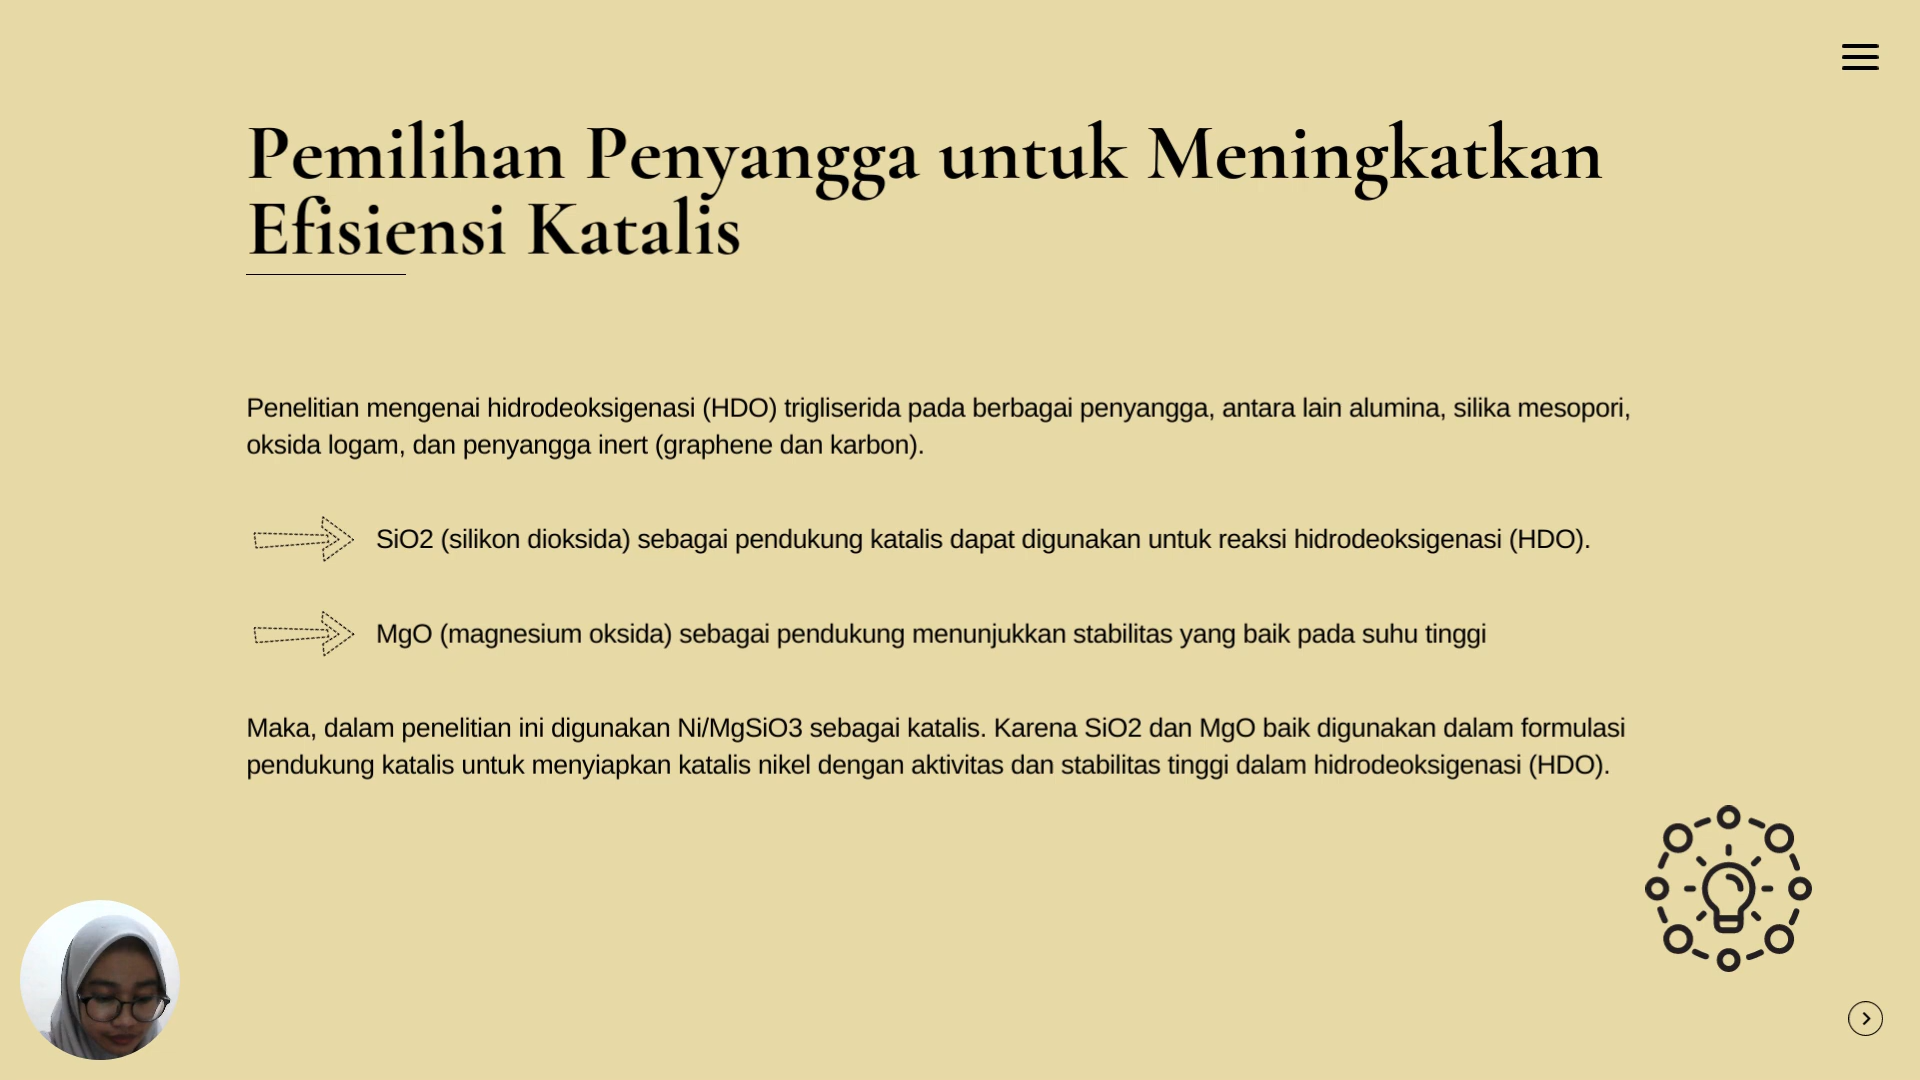 Pemilihan Penyangga untuk Meningkatkan
Efisiensi Katalis
Penelitian mengenai hidrodeoksigenasi (HDO) trigliserida pada berbagai penyangga, antara lain alumina, silika mesopori,
oksida logam, dan penyangga inert (graphene dan karbon).
SiO2 (silikon dioksida) sebagai pendukung katalis dapat digunakan untuk reaksi hidrodeoksigenasi (HDO).
MgO (magnesium oksida) sebagai pendukung menunjukkan stabilitas yang baik pada suhu tinggi
Maka, dalam penelitian ini digunakan Ni/MgSiO3 sebagai katalis. Karena SiO2 dan MgO baik digunakan dalam formulasi
pendukung katalis untuk menyiapkan katalis nikel dengan aktivitas dan stabilitas tinggi dalam hidrodeoksigenasi (HDO).